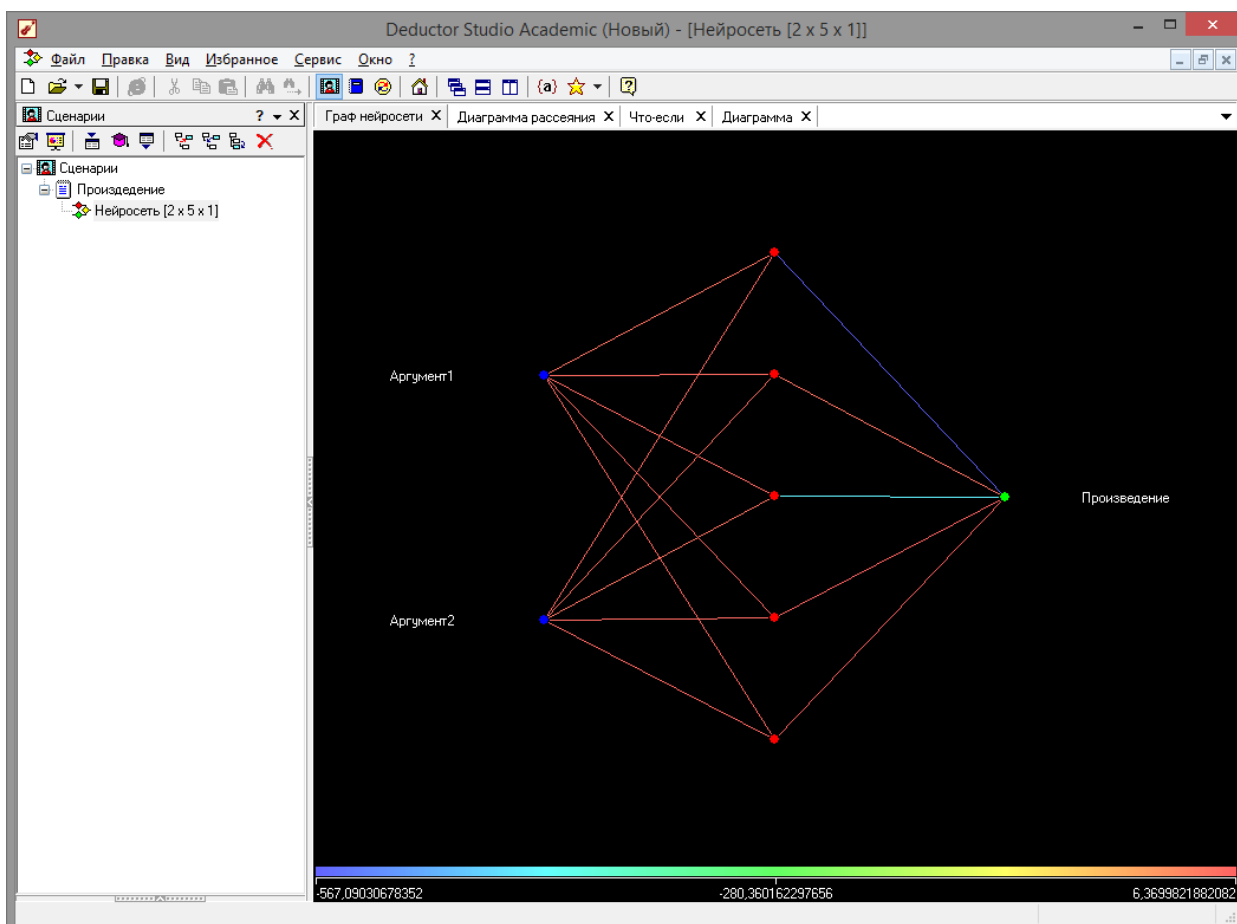 Deductor Studio Academic (Новый) - [Нейросеть [2 x 5 x 1]]
Файл Правка Вид Избранное Сервис Окно ?
{a}
Сценарии ? X
Граф нейросети X Диаграмма рассеяния X Что-если X Диаграмма X
Сценарии
Произдедение
Нейросеть [2 x 5 x 1]
Аргумент1
Произведение
Аргумент2
-567,09030678352 -280,360162297656 6,3699821882082